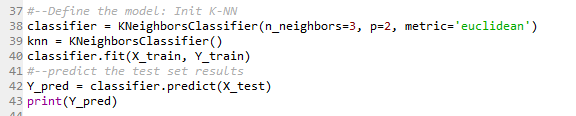 37 #--Define the model: Init K-NN
38 classifier = KNeighborsClassifier(n_neighbors=3, p=2, metric='euclidean')
39 knn = KNeighborsClassifier()
40 classifier.fit(X_train, Y_train)
41 #--predict the test set results
42 Y_pred = classifier.predict(X_test)
43 print(Y_pred)